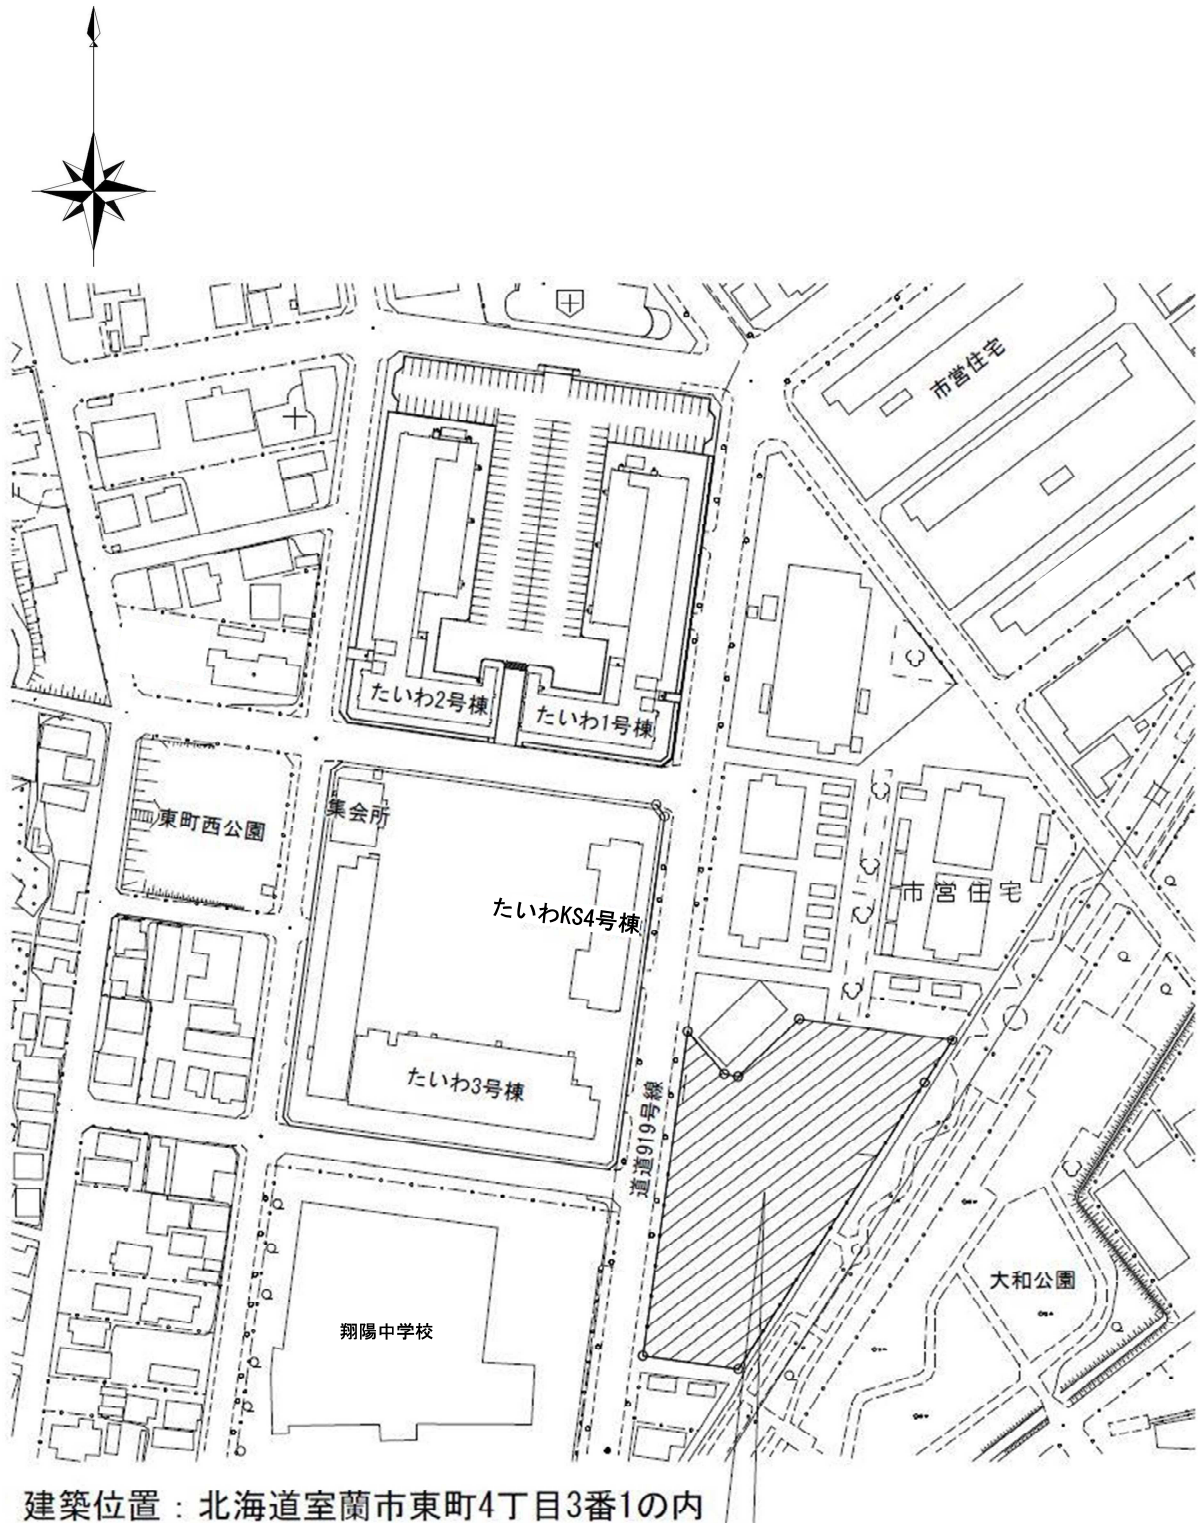 市営住宅
たいわ2号棟
たいわ1号棟
東町西公園
集会所
たいわKS4号棟
市営住宅
たいわ3号棟
道道919号線
大和公園
翔陽中学校
建築位置：北海道室蘭市東町4丁目3番1の内